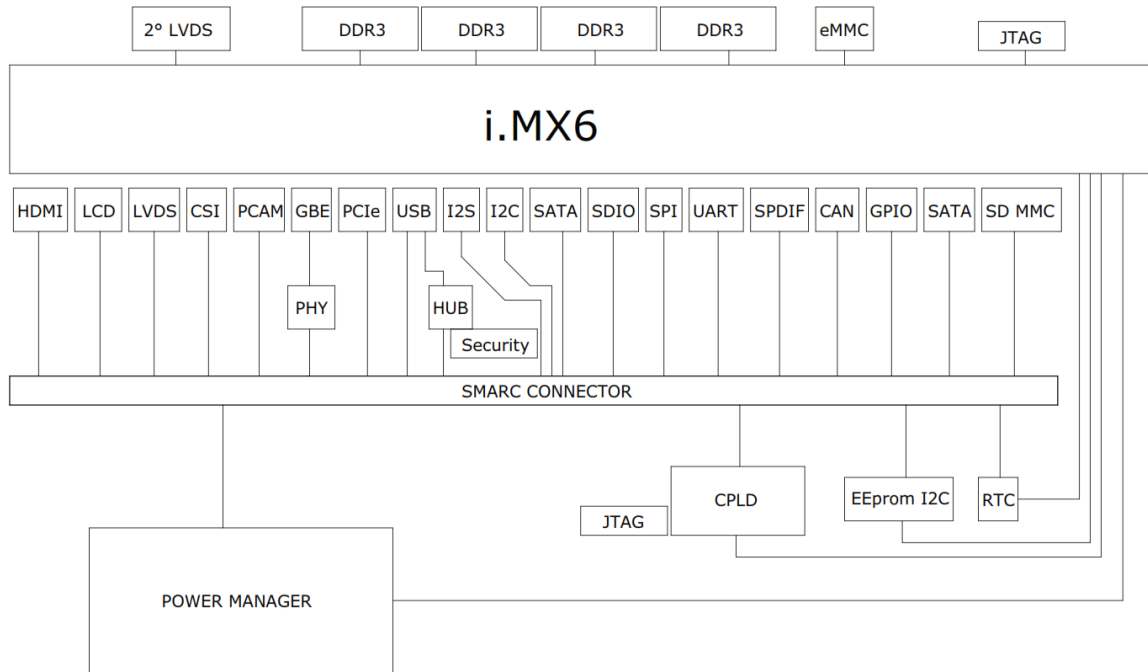 2° LVDS
DDR3
DDR3
DDR3
DDR3
eMMC
JTAG
i.MX6
HDMI
LCD
LVDS
CSI
PCAM
GBE
PCIe
USB
I2S
I2C
SATA
SDIO
SPI
UART
SPDIF
CAN
GPIO
SATA
SD MMC
PHY
HUB
Security
SMARC CONNECTOR
CPLD
EEprom I2C
RTC
JTAG
POWER MANAGER